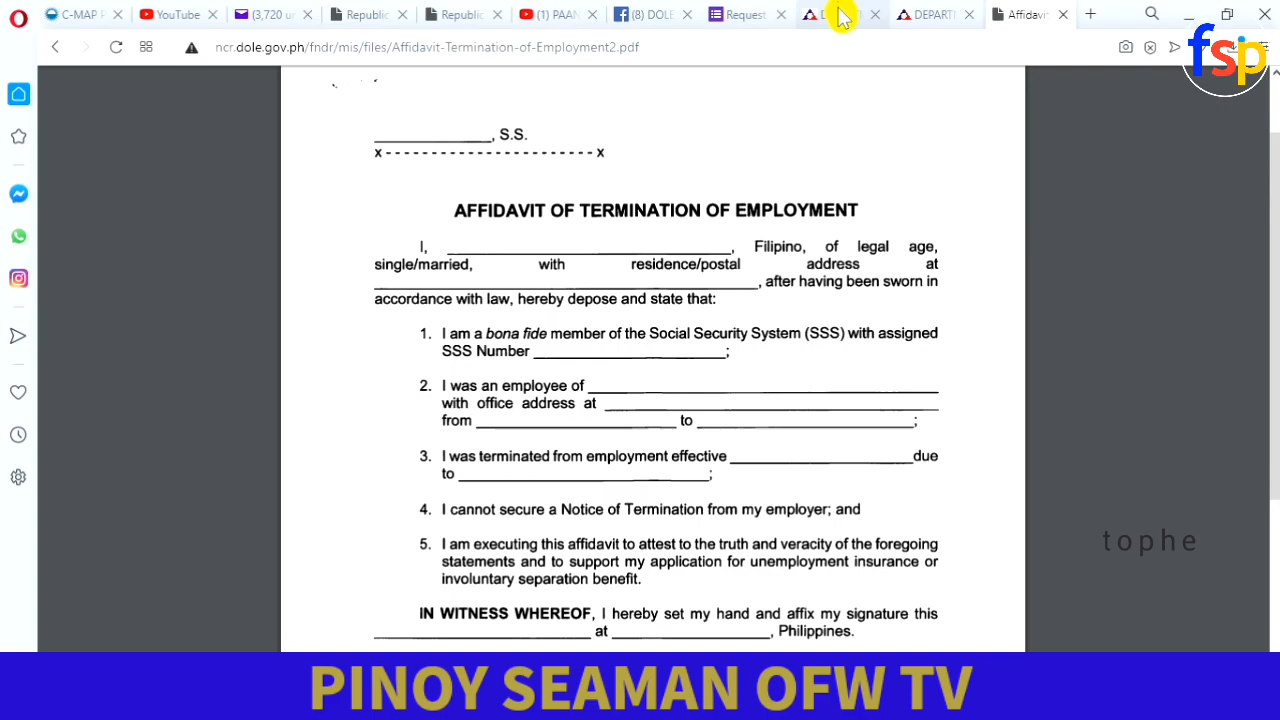 C-MAP P
YouTube
(3,720 u
Republic
Republic
(1) PAAN
(8) DOLE
Request
DEPARTI
Affidavi
ncr.dole.gov.ph/fndr/mis/files/Affidavit-Termination-of-Employment2.pdf
fsp
_____________, S.S.
x - - - - - - - - - - - - - - - - - - - - - - - x
AFFIDAVIT OF TERMINATION OF EMPLOYMENT
I, ________________________________, Filipino, of legal age,
single/married, with residence/postal address at
___________________________________________, after having been sworn in
accordance with law, hereby depose and state that:
1. I am a bona fide member of the Social Security System (SSS) with assigned
SSS Number ______________________;
2. I was an employee of ________________________________________
with office address at ______________________________________
from _______________________ to _________________________;
3. I was terminated from employment effective _____________________due
to ____________________________;
4. I cannot secure a Notice of Termination from my employer; and
5. I am executing this affidavit to attest to the truth and veracity of the foregoing
statements and to support my application for unemployment insurance or
involuntary separation benefit.
IN WITNESS WHEREOF, I hereby set my hand and affix my signature this
________________________ at __________________, Philippines.
tophe
PINOY SEAMAN OFW TV